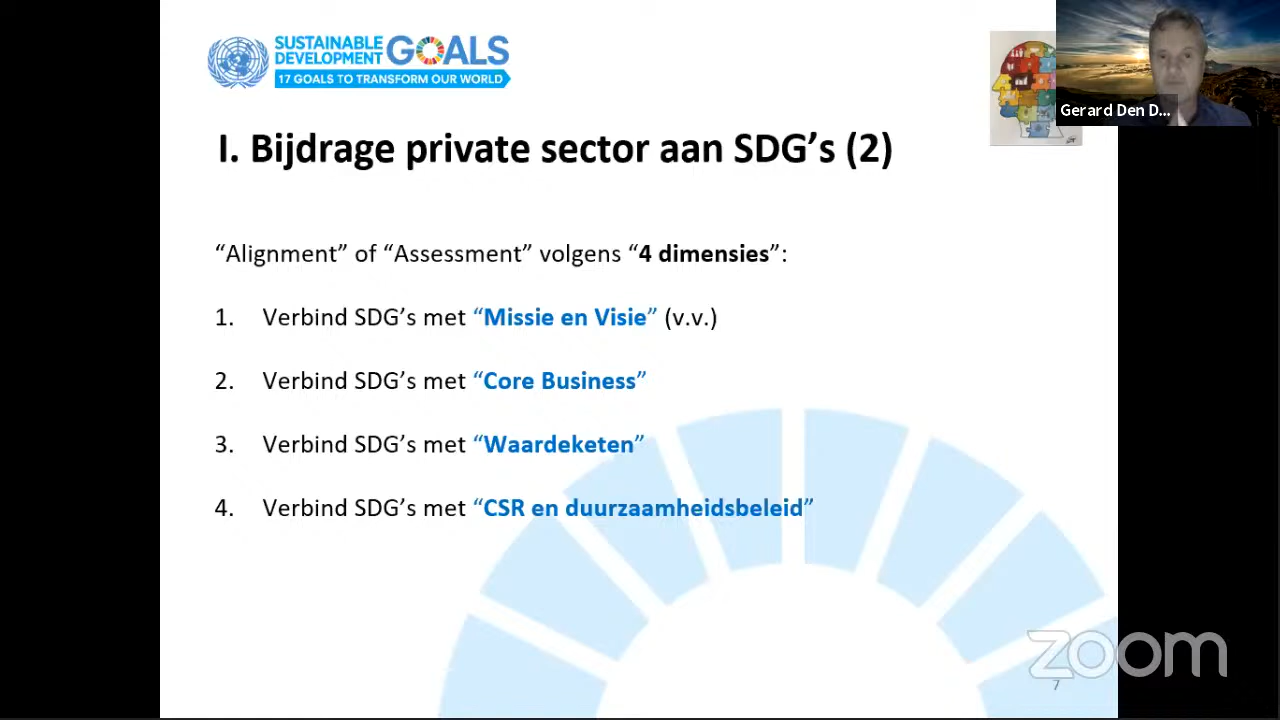 SUSTAINABLE
DEVELOPMENT
GOALS
17 GOALS TO TRANSFORM OUR WORLD
Gerard Den D...
I. Bijdrage private sector aan SDG’s (2)
“Alignment” of “Assessment” volgens “4 dimensies”:
1. Verbind SDG’s met “Missie en Visie” (v.v.)
2. Verbind SDG’s met “Core Business”
3. Verbind SDG’s met “Waardeketen”
4. Verbind SDG’s met “CSR en duurzaamheidsbeleid”
zoom
7